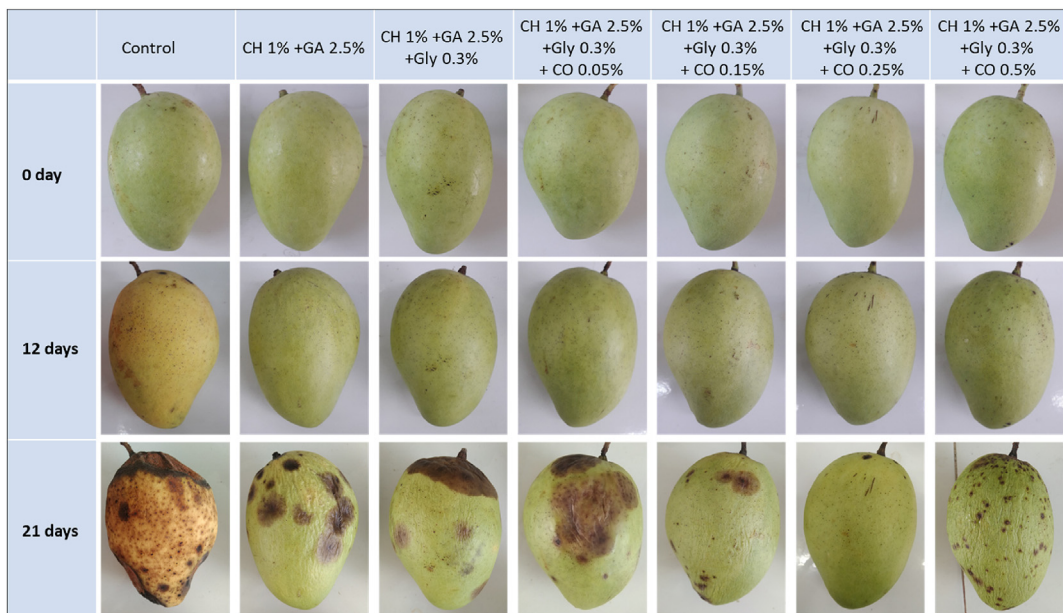 Control
CH 1% +GA 2.5%
CH 1% +GA 2.5%
+Gly 0.3%
CH 1% +GA 2.5%
+Gly 0.3%
+ CO 0.05%
CH 1% +GA 2.5%
+Gly 0.3%
+ CO 0.15%
CH 1% +GA 2.5%
+Gly 0.3%
+ CO 0.25%
CH 1% +GA 2.5%
+Gly 0.3%
+ CO 0.5%
0 day
12 days
21 days